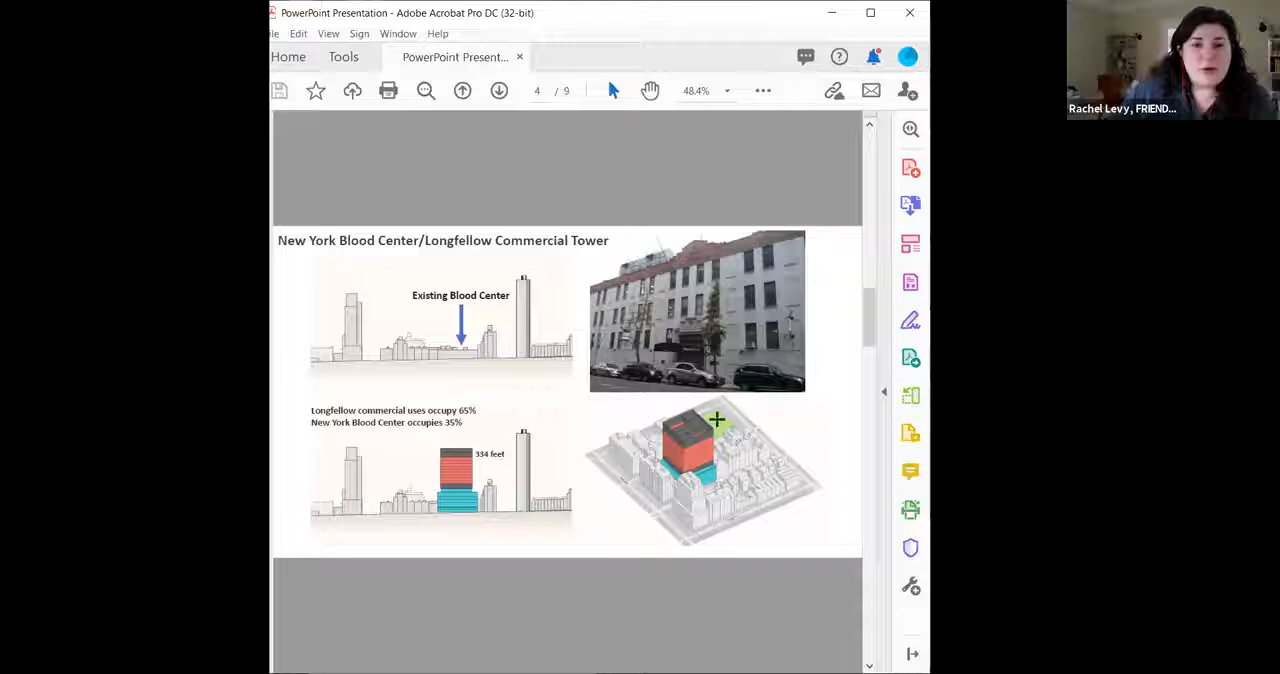 PowerPoint Presentation - Adobe Acrobat Pro DC (32-bit)
ile Edit View Sign Window Help
Home Tools PowerPoint Present... ×
4 / 9 48.4%
Rachel Levy, FRIEND...
New York Blood Center/Longfellow Commercial Tower
Existing Blood Center
Longfellow commercial uses occupy 65%
New York Blood Center occupies 35%
334 feet